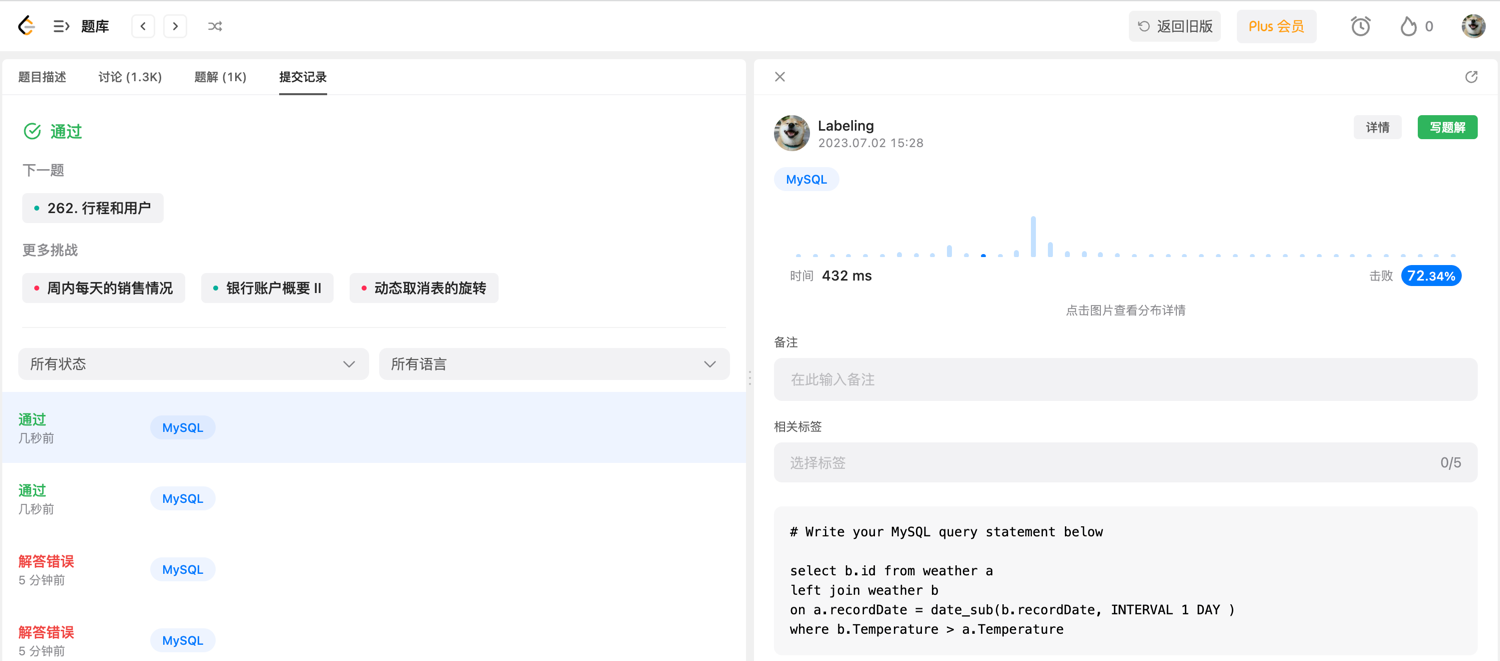 题库
返回旧版
Plus 会员
0
题目描述
讨论 (1.3K)
题解 (1K)
提交记录
通过
下一题
262. 行程和用户
更多挑战
周内每天的销售情况
银行账户概要 II
动态取消表的旋转
所有状态
所有语言
通过
几秒前
MySQL
通过
几秒前
MySQL
解答错误
5 分钟前
MySQL
解答错误
5 分钟前
MySQL
Labeling
2023.07.02 15:28
详情
写题解
MySQL
时间 432 ms
击败 72.34%
点击图片查看分布详情
备注
在此输入备注
相关标签
选择标签
0/5
# Write your MySQL query statement below
select b.id from weather a
left join weather b
on a.recordDate = date_sub(b.recordDate, INTERVAL 1 DAY )
where b.Temperature > a.Temperature